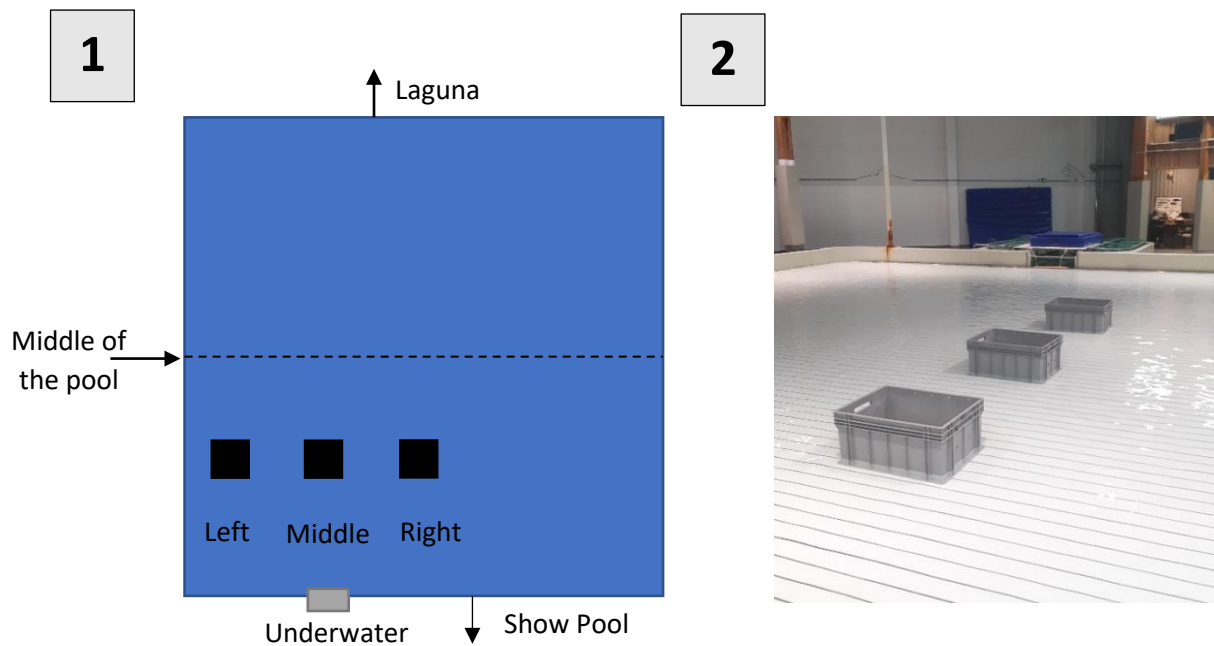 1
2
Laguna
Middle of
the pool
Left
Middle
Right
Underwater
Show Pool